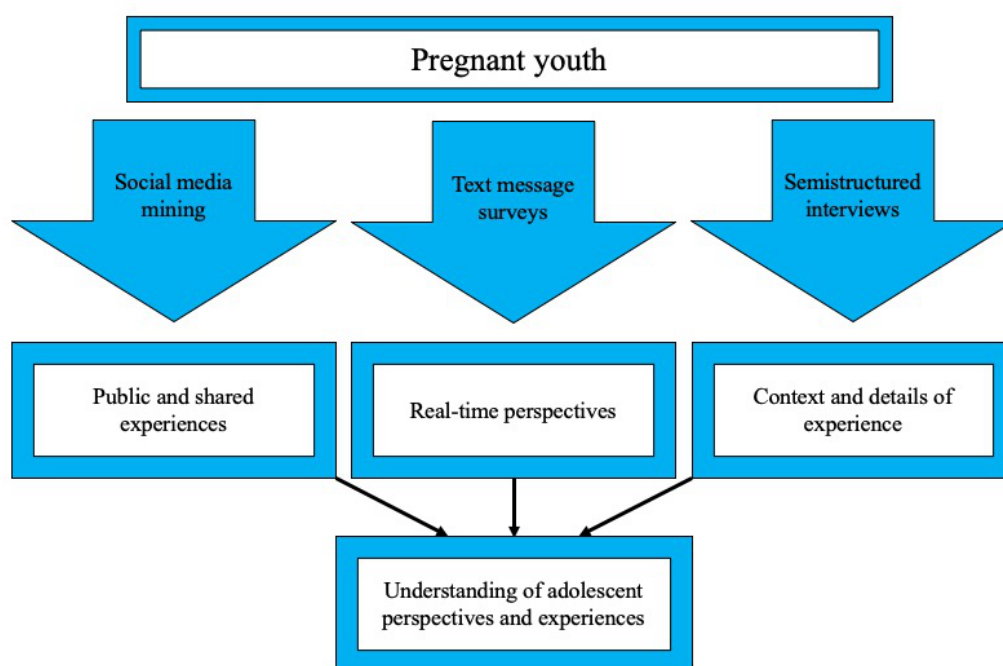 Pregnant youth
Social media
mining
Text message
surveys
Semistructured
interviews
Public and shared
experiences
Real-time perspectives
Context and details of
experience
Understanding of adolescent
perspectives and experiences